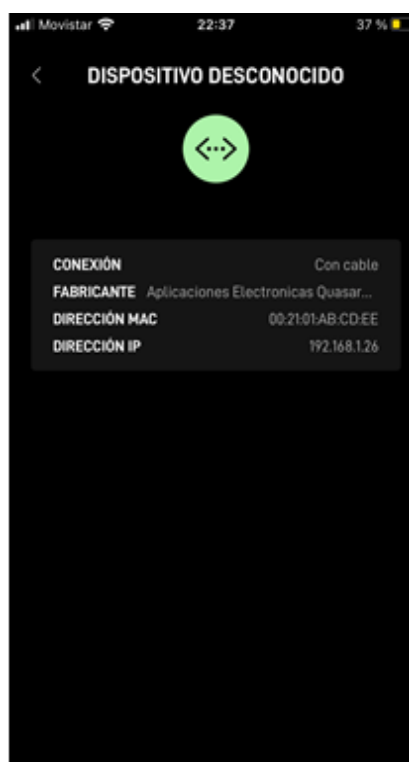 Movistar 22:37 37 %
DISPOSITIVO DESCONOCIDO
CONEXIÓN Con cable
FABRICANTE Aplicaciones Electronicas Quasar...
DIRECCIÓN MAC 00:21:01:AB:CD:EE
DIRECCIÓN IP 192.168.1.26